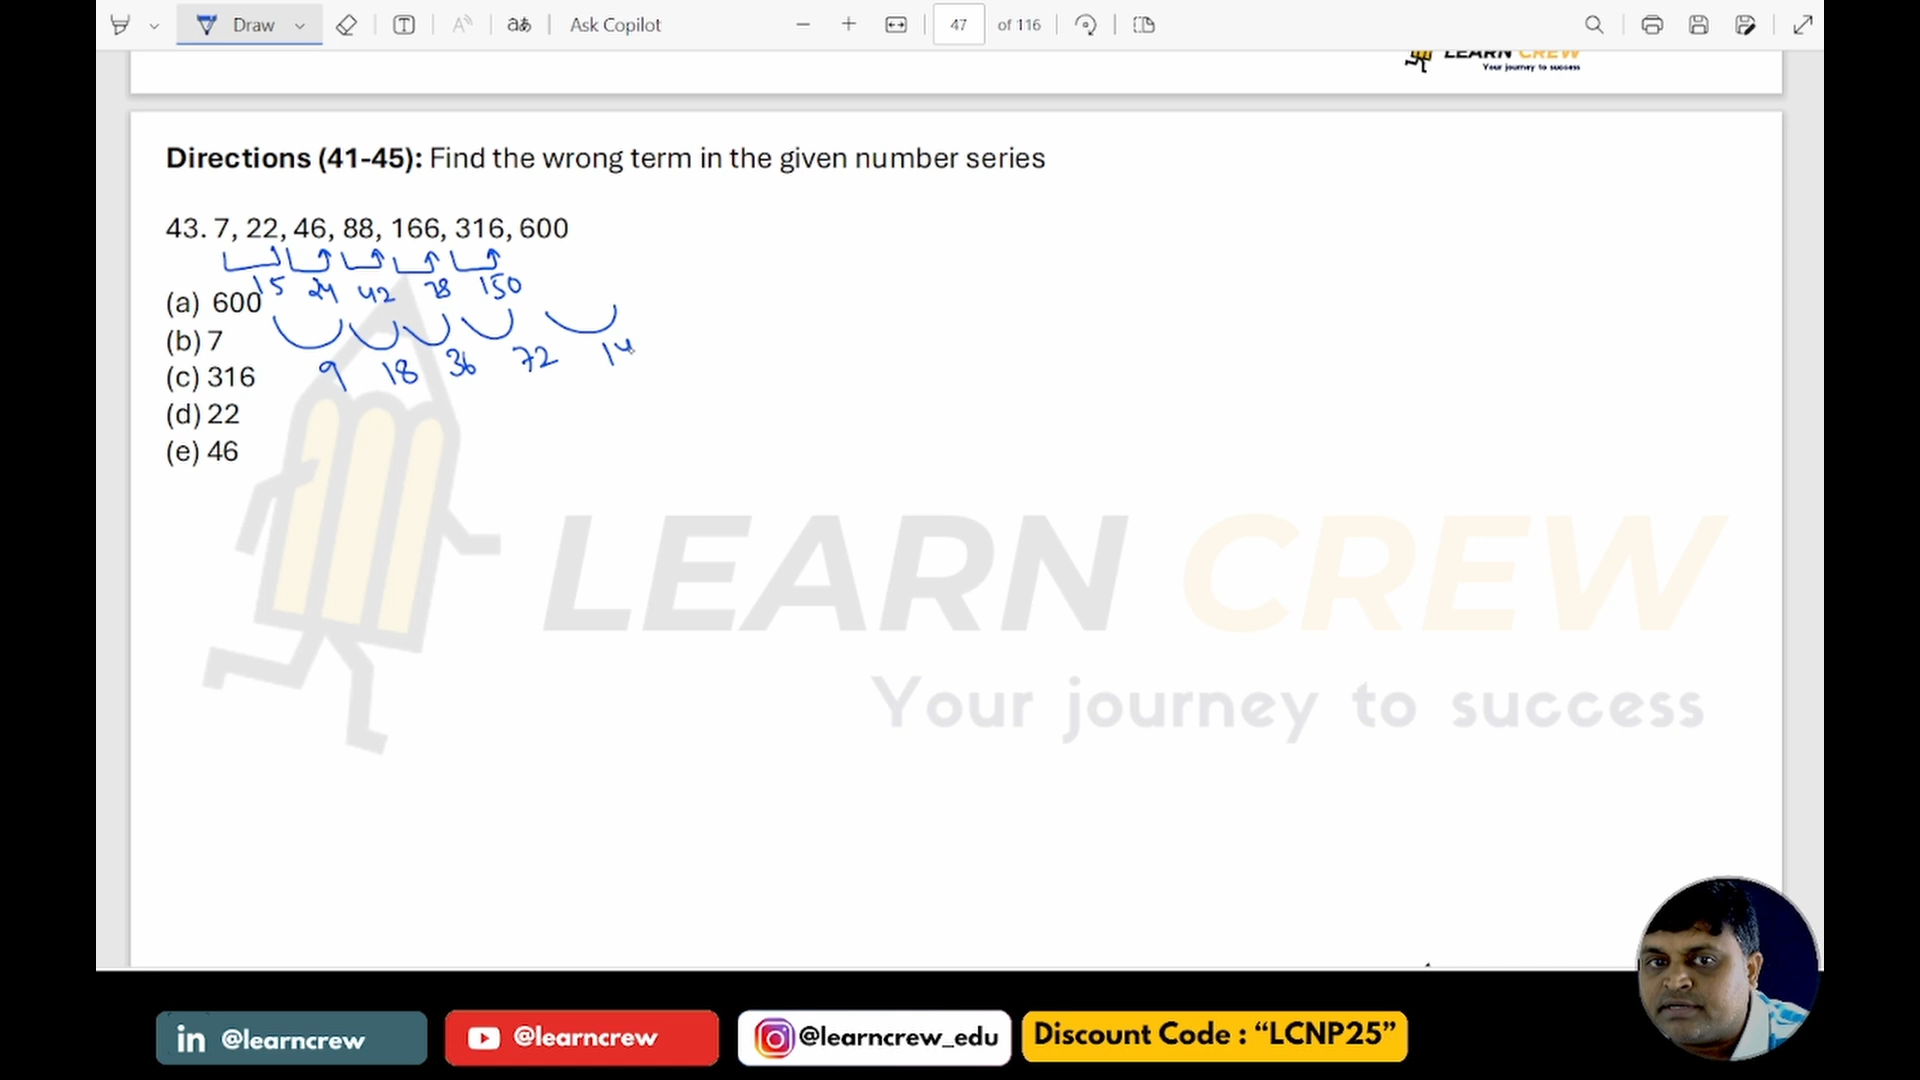 Draw
aあ
Ask Copilot
47
of 116
LEARN CREW
Your journey to success
Directions (41-45): Find the wrong term in the given number series
43. 7, 22, 46, 88, 166, 316, 600
15 24 42 78 150
(a) 600
(b) 7
9 18 36 72 14
(c) 316
(d) 22
(e) 46
LEARN CREW
Your journey to success
in @learncrew
@learncrew
@learncrew_edu
Discount Code : “LCNP25”